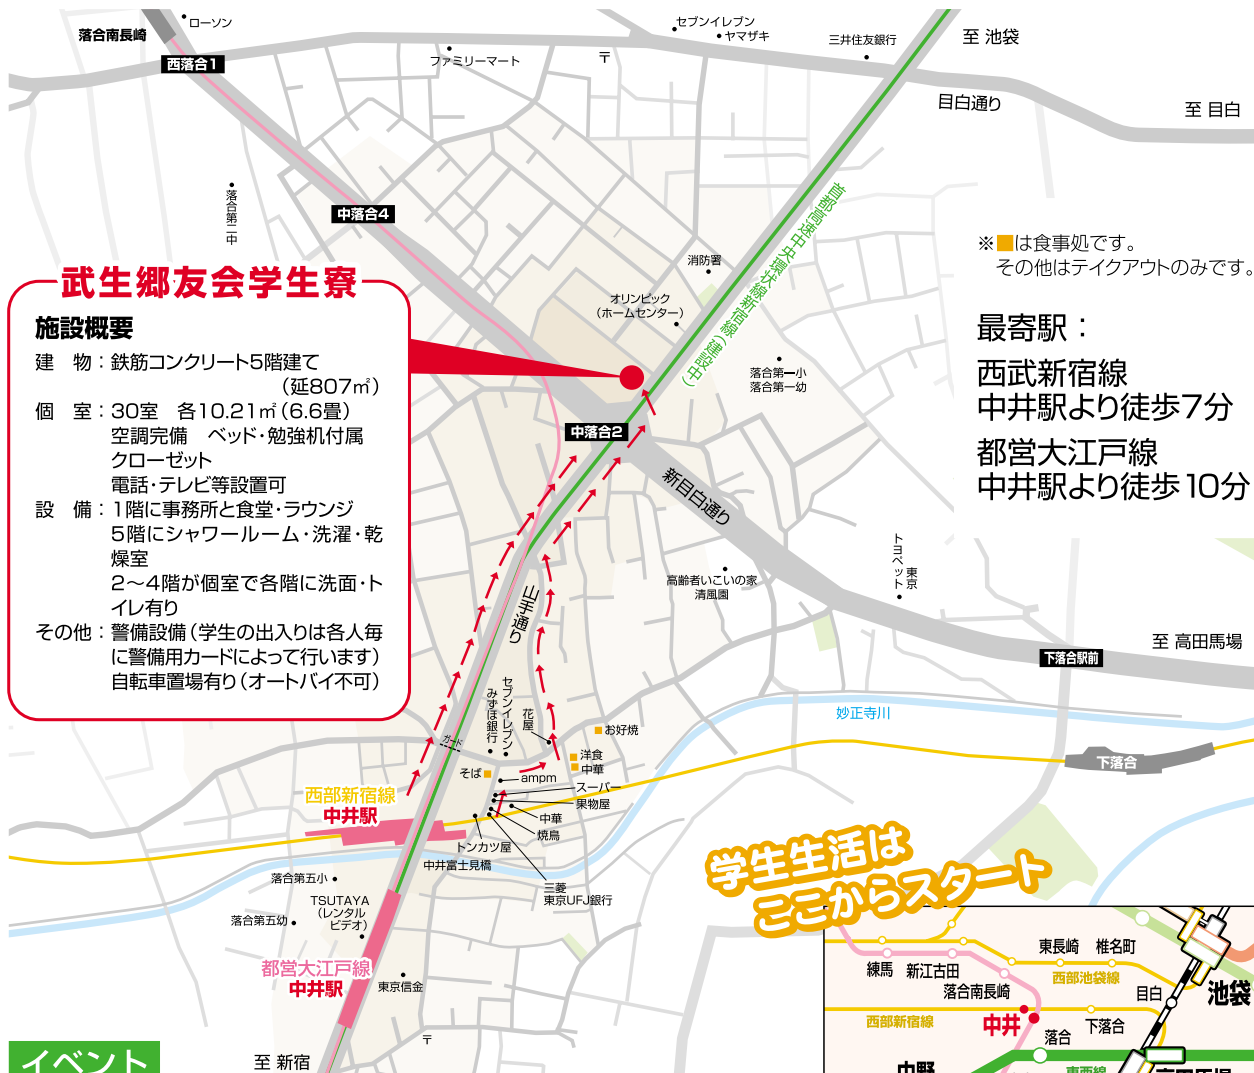 落合南長崎
ローソン
西落合1
ファミリーマート
〒
セブンイレブン
ヤマザキ
三井住友銀行
至 池袋
目白通り
至 目白
落合第二中
中落合4
首都高速中央環状線新宿線(建設中)
消防署
オリンピック
(ホームセンター)
落合第一小
落合第一幼
※■は食事処です。
その他はテイクアウトのみです。
最寄駅：
西武新宿線
中井駅より徒歩7分
都営大江戸線
中井駅より徒歩10分
武生郷友会学生寮
施設概要
建　物：鉄筋コンクリート5階建て
(延807㎡)
個　室：30室　各10.21㎡(6.6畳)
空調完備　ベッド・勉強机付属
クローゼット
電話・テレビ等設置可
設　備：1階に事務所と食堂・ラウンジ
5階にシャワールーム・洗濯・乾
燥室
2〜4階が個室で各階に洗面・ト
イレ有り
その他：警備設備(学生の出入りは各人毎
に警備用カードによって行います)
自転車置場有り(オートバイ不可)
中落合2
新目白通り
山手通り
高齢者いこいの家
清風園
東京
トヨペット
下落合駅前
至 高田馬場
妙正寺川
下落合
セブンイレブン
みずほ銀行
花屋
お好焼
洋食
中華
ガード
そば
ampm
スーパー
果物屋
中華
焼鳥
トンカツ屋
三菱
東京UFJ銀行
西部新宿線
中井駅
中井富士見橋
落合第五小
TSUTAYA
(レンタル
ビデオ)
落合第五幼
都営大江戸線
中井駅
東京信金
〒
至 新宿
イベント
学生生活は
ここからスタート
練馬
新江古田
落合南長崎
東長崎
椎名町
西部池袋線
目白
池袋
西部新宿線
中井
下落合
落合
中野
東西線
高田馬場